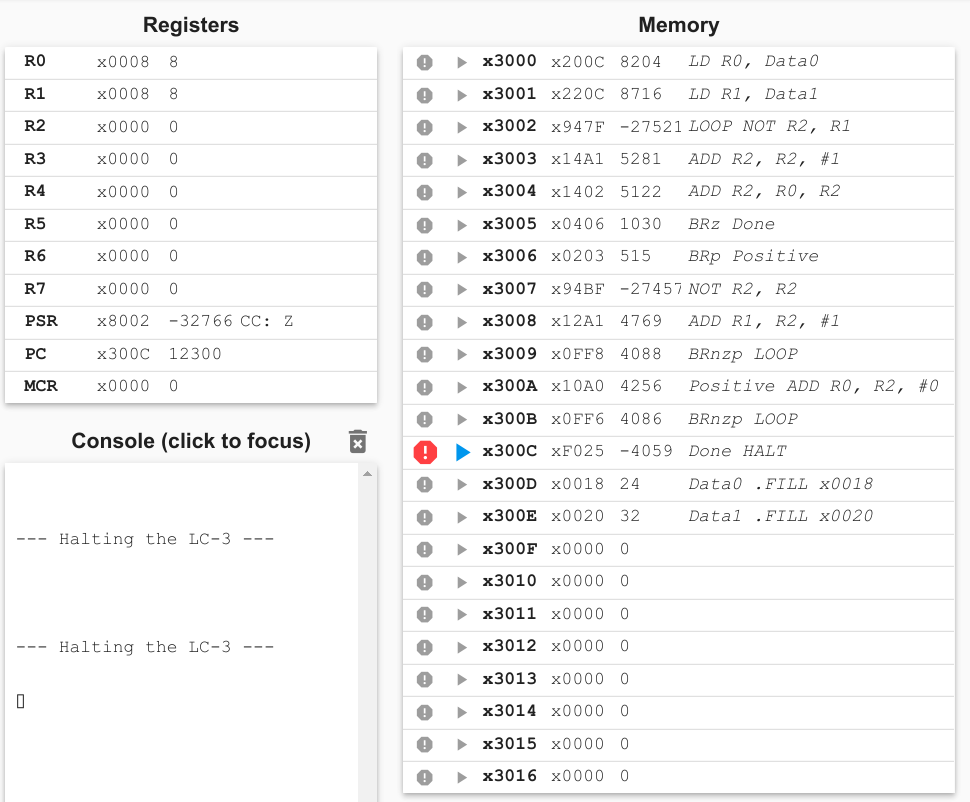 Registers
R0 x0008 8
R1 x0008 8
R2 x0000 0
R3 x0000 0
R4 x0000 0
R5 x0000 0
R6 x0000 0
R7 x0000 0
PSR x8002 -32766 CC: Z
PC x300C 12300
MCR x0000 0
Console (click to focus)
--- Halting the LC-3 ---
--- Halting the LC-3 ---
Memory
x3000 x200C 8204 LD R0, Data0
x3001 x220C 8716 LD R1, Data1
x3002 x947F -27521 LOOP NOT R2, R1
x3003 x14A1 5281 ADD R2, R2, #1
x3004 x1402 5122 ADD R2, R0, R2
x3005 x0406 1030 BRz Done
x3006 x0203 515 BRp Positive
x3007 x94BF -27457 NOT R2, R2
x3008 x12A1 4769 ADD R1, R2, #1
x3009 x0FF8 4088 BRnzp LOOP
x300A x10A0 4256 Positive ADD R0, R2, #0
x300B x0FF6 4086 BRnzp LOOP
x300C xF025 -4059 Done HALT
x300D x0018 24 Data0 .FILL x0018
x300E x0020 32 Data1 .FILL x0020
x300F x0000 0
x3010 x0000 0
x3011 x0000 0
x3012 x0000 0
x3013 x0000 0
x3014 x0000 0
x3015 x0000 0
x3016 x0000 0